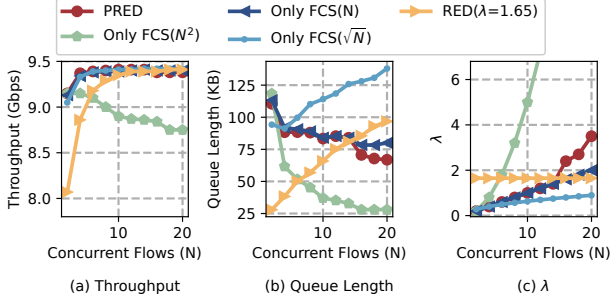 PRED
Only FCS(N)
RED(λ=1.65)
Only FCS(N²)
Only FCS(√N)
Throughput (Gbps)
9.5
9.0
8.5
8.0
10
20
Concurrent Flows (N)
(a) Throughput
Queue Length (KB)
125
100
75
50
25
10
20
Concurrent Flows (N)
(b) Queue Length
λ
6
4
2
0
10
20
Concurrent Flows (N)
(c) λ